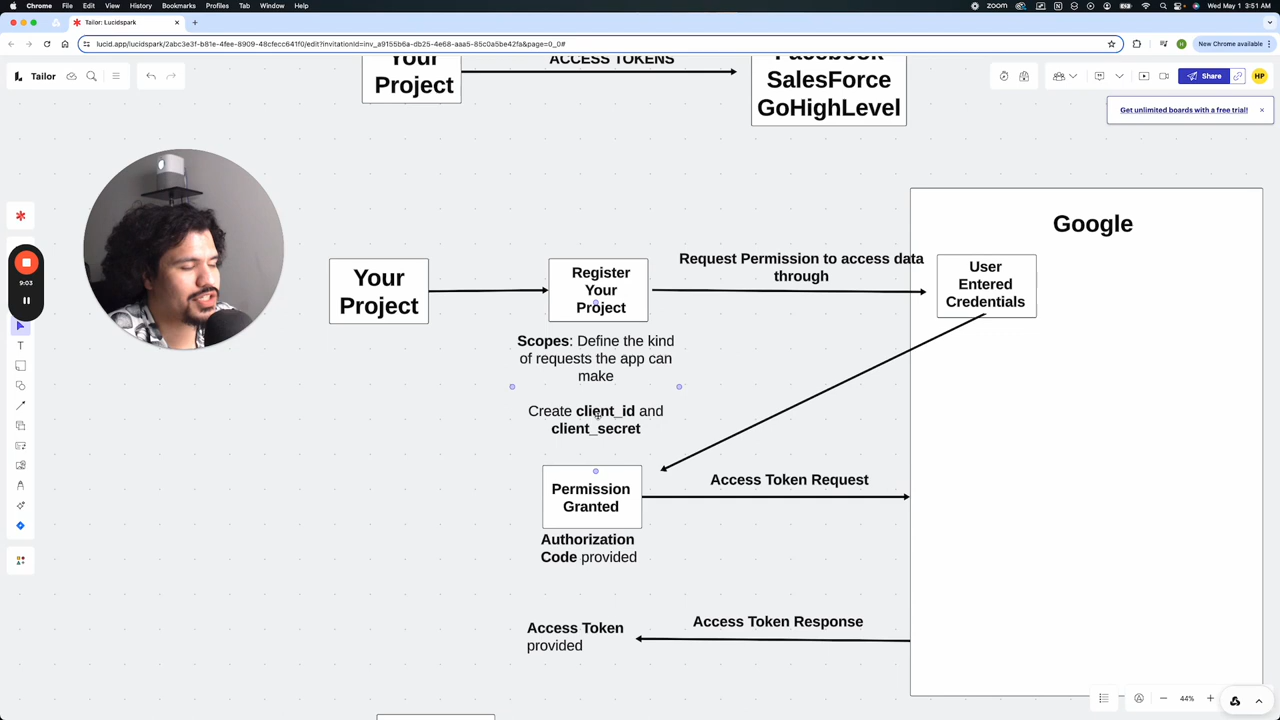 Chrome File Edit View History Bookmarks Profiles Tab Window Help
zoom
Wed May 1 3:51 AM
Tailor: Lucidspark
lucid.app/lucidspark/2abc3e3f-b81e-4fee-8909-48cfecc641f0/edit?invitationId=inv_a9155b6a-db25-4e68-aaa5-85c0a5be42fa&page=0_0#
H
New Chrome available
Tailor
Share
HP
Get unlimited boards with a free trial!
Your
Project
ACCESS TOKENS
Facebook
SalesForce
GoHighLevel
9:03
Google
Your
Project
Register
Your
Project
Request Permission to access data
through
User
Entered
Credentials
Scopes: Define the kind
of requests the app can
make
Create client_id and
client_secret
Permission
Granted
Access Token Request
Authorization
Code provided
Access Token Response
Access Token
provided
44%